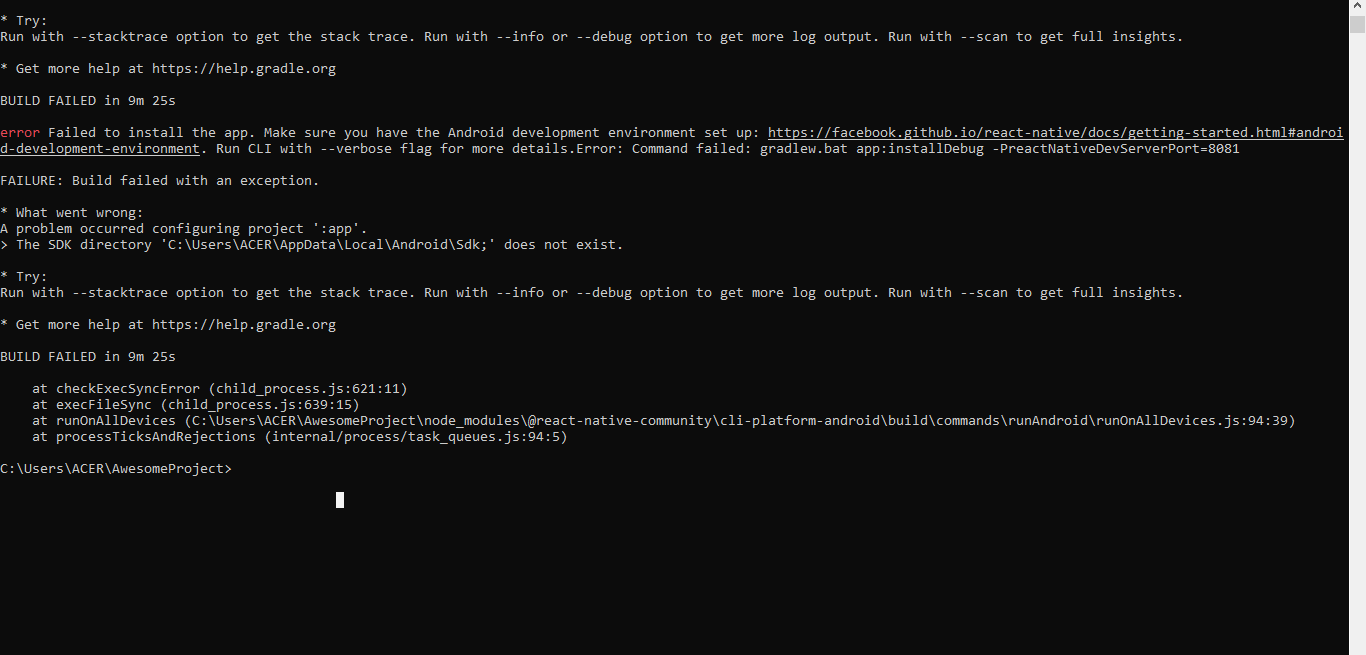 * Try:
Run with --stacktrace option to get the stack trace. Run with --info or --debug option to get more log output. Run with --scan to get full insights.
* Get more help at https://help.gradle.org
BUILD FAILED in 9m 25s
error Failed to install the app. Make sure you have the Android development environment set up: https://facebook.github.io/react-native/docs/getting-started.html#androi
d-development-environment. Run CLI with --verbose flag for more details.Error: Command failed: gradlew.bat app:installDebug -PreactNativeDevServerPort=8081
FAILURE: Build failed with an exception.
* What went wrong:
A problem occurred configuring project ':app'.
> The SDK directory 'C:\Users\ACER\AppData\Local\Android\Sdk;' does not exist.
* Try:
Run with --stacktrace option to get the stack trace. Run with --info or --debug option to get more log output. Run with --scan to get full insights.
* Get more help at https://help.gradle.org
BUILD FAILED in 9m 25s
    at checkExecSyncError (child_process.js:621:11)
    at execFileSync (child_process.js:639:15)
    at runOnAllDevices (C:\Users\ACER\AwesomeProject\node_modules\@react-native-community\cli-platform-android\build\commands\runAndroid\runOnAllDevices.js:94:39)
    at processTicksAndRejections (internal/process/task_queues.js:94:5)
C:\Users\ACER\AwesomeProject>